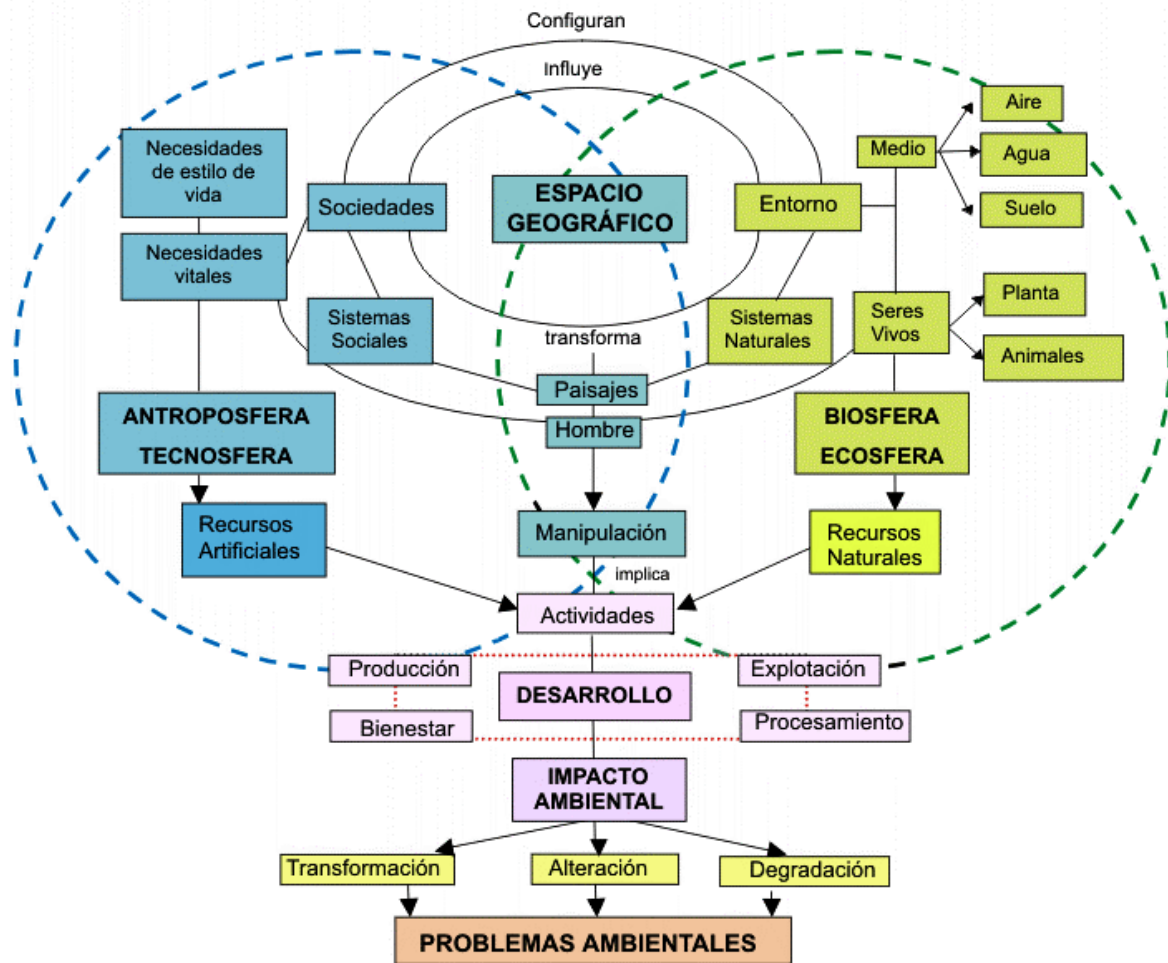 Configuran
Influye
Necesidades
de estilo de
vida
Necesidades
vitales
Sociedades
ESPACIO
GEOGRÁFICO
Entorno
Medio
Aire
Agua
Suelo
Sistemas
Sociales
transforma
Sistemas
Naturales
Seres
Vivos
Planta
Animales
Paisajes
Hombre
ANTROPOSFERA
TECNOSFERA
BIOSFERA
ECOSFERA
Recursos
Artificiales
Manipulación
Recursos
Naturales
implica
Actividades
Producción
Explotación
DESARROLLO
Bienestar
Procesamiento
IMPACTO
AMBIENTAL
Transformación
Alteración
Degradación
PROBLEMAS AMBIENTALES